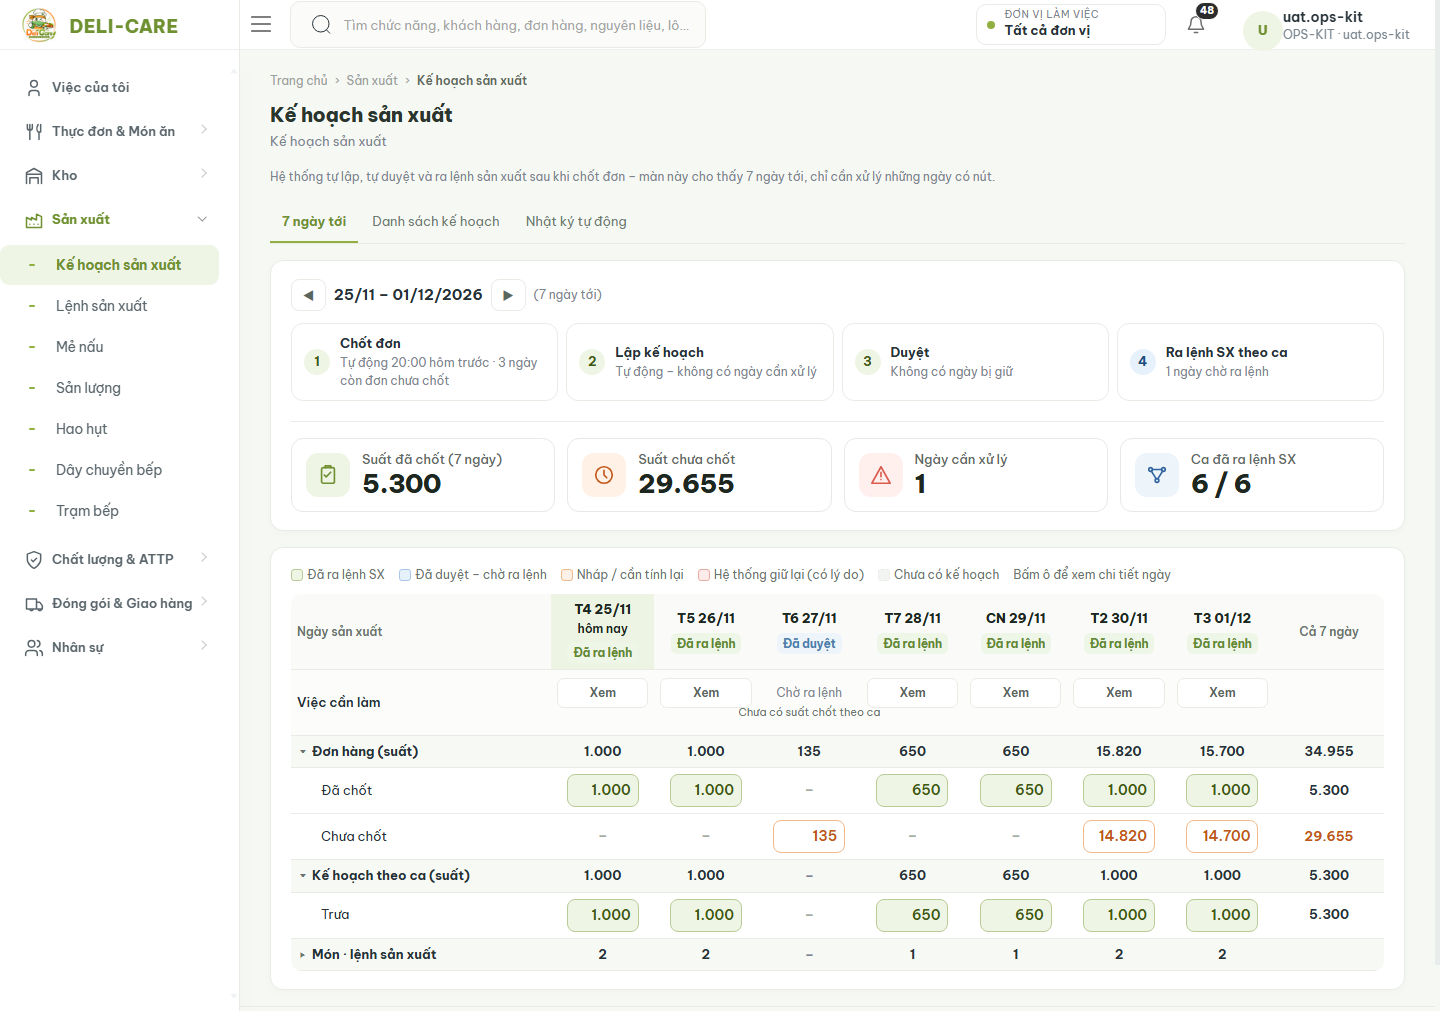 DELI-CARE
Tìm chức năng, khách hàng, đơn hàng, nguyên liệu, lô...
ĐƠN VỊ LÀM VIỆC
Tất cả đơn vị
48
U
uat.ops-kit
OPS-KIT · uat.ops-kit
Việc của tôi
Thực đơn & Món ăn
Kho
Sản xuất
Kế hoạch sản xuất
Lệnh sản xuất
Mẻ nấu
Sản lượng
Hao hụt
Dây chuyền bếp
Trạm bếp
Chất lượng & ATTP
Đóng gói & Giao hàng
Nhân sự
Trang chủ › Sản xuất › Kế hoạch sản xuất
Kế hoạch sản xuất
Kế hoạch sản xuất
Hệ thống tự lập, tự duyệt và ra lệnh sản xuất sau khi chốt đơn – màn này cho thấy 7 ngày tới, chỉ cần xử lý những ngày có nút.
7 ngày tới Danh sách kế hoạch Nhật ký tự động
◀ 25/11 – 01/12/2026 ▶ (7 ngày tới)
1 Chốt đơn
Tự động 20:00 hôm trước · 3 ngày
còn đơn chưa chốt
2 Lập kế hoạch
Tự động – không có ngày cần xử lý
3 Duyệt
Không có ngày bị giữ
4 Ra lệnh SX theo ca
1 ngày chờ ra lệnh
Suất đã chốt (7 ngày)
5.300
Suất chưa chốt
29.655
Ngày cần xử lý
1
Ca đã ra lệnh SX
6 / 6
Đã ra lệnh SX Đã duyệt – chờ ra lệnh Nháp / cần tính lại Hệ thống giữ lại (có lý do) Chưa có kế hoạch Bấm ô để xem chi tiết ngày
Ngày sản xuất
T4 25/11
hôm nay
Đã ra lệnh
T5 26/11
Đã ra lệnh
T6 27/11
Đã duyệt
T7 28/11
Đã ra lệnh
CN 29/11
Đã ra lệnh
T2 30/11
Đã ra lệnh
T3 01/12
Đã ra lệnh
Cả 7 ngày
Việc cần làm Xem Xem Chờ ra lệnh Xem Xem Xem Xem
Chưa có suất chốt theo ca
Đơn hàng (suất) 1.000 1.000 135 650 650 15.820 15.700 34.955
Đã chốt 1.000 1.000 – 650 650 1.000 1.000 5.300
Chưa chốt – – 135 – – 14.820 14.700 29.655
Kế hoạch theo ca (suất) 1.000 1.000 – 650 650 1.000 1.000 5.300
Trưa 1.000 1.000 – 650 650 1.000 1.000 5.300
Món · lệnh sản xuất 2 2 – 1 1 2 2